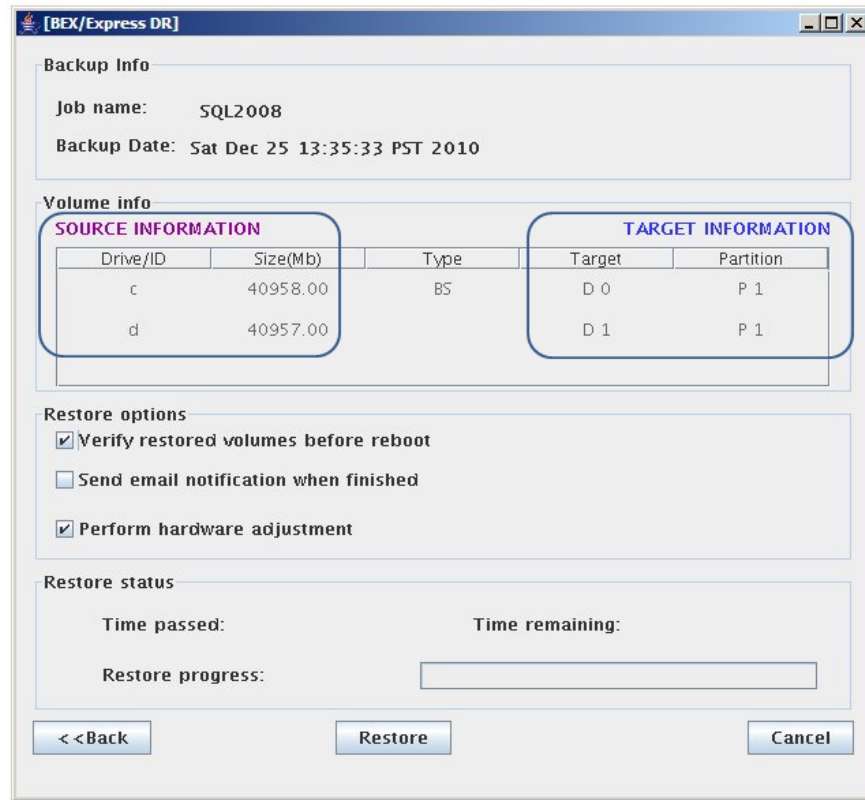 [BEX/Express DR]
Backup Info
Job name: SQL2008
Backup Date: Sat Dec 25 13:35:33 PST 2010
Volume info
SOURCE INFORMATION TARGET INFORMATION
Drive/ID Size(Mb) Type Target Partition
c 40958.00 BS D 0 P 1
d 40957.00 D 1 P 1
Restore options
Verify restored volumes before reboot
Send email notification when finished
Perform hardware adjustment
Restore status
Time passed: Time remaining:
Restore progress:
<<Back Restore Cancel